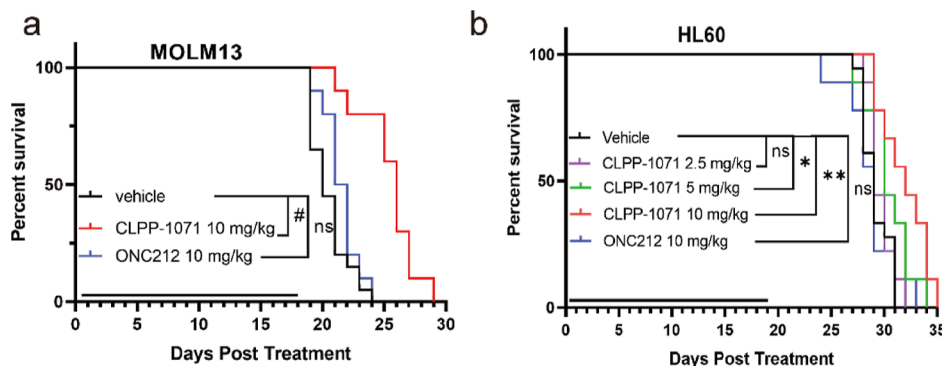 a
MOLM13
Percent survival
100
50
0
vehicle
CLPP-1071 10 mg/kg
ONC212 10 mg/kg
#
ns
0 5 10 15 20 25 30
Days Post Treatment
b
HL60
Percent survival
100
50
0
Vehicle
CLPP-1071 2.5 mg/kg
CLPP-1071 5 mg/kg
CLPP-1071 10 mg/kg
ONC212 10 mg/kg
ns
*
**
ns
0 5 10 15 20 25 30 35
Days Post Treatment